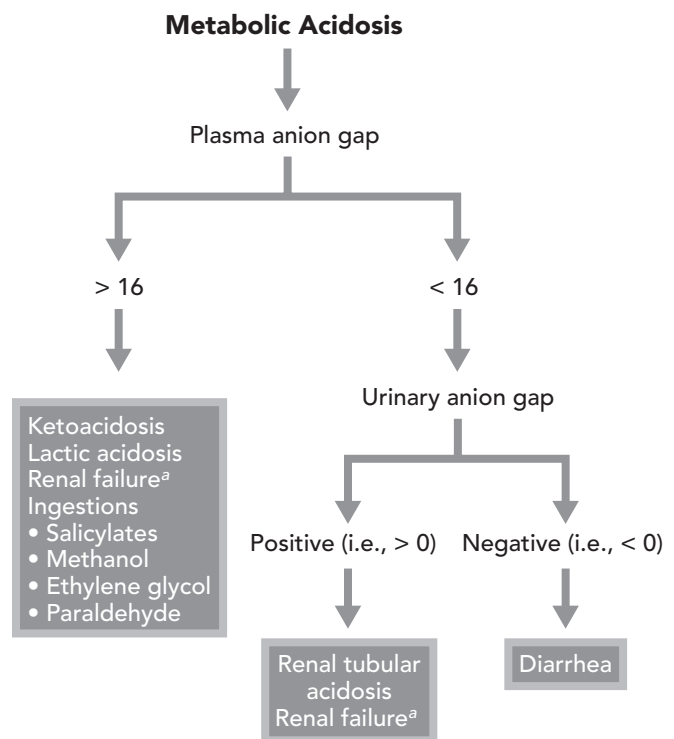 Metabolic Acidosis
Plasma anion gap
> 16
< 16
Ketoacidosis
Lactic acidosis
Renal failureᵃ
Ingestions
• Salicylates
• Methanol
• Ethylene glycol
• Paraldehyde
Urinary anion gap
Positive (i.e., > 0)
Negative (i.e., < 0)
Renal tubular
acidosis
Renal failureᵃ
Diarrhea